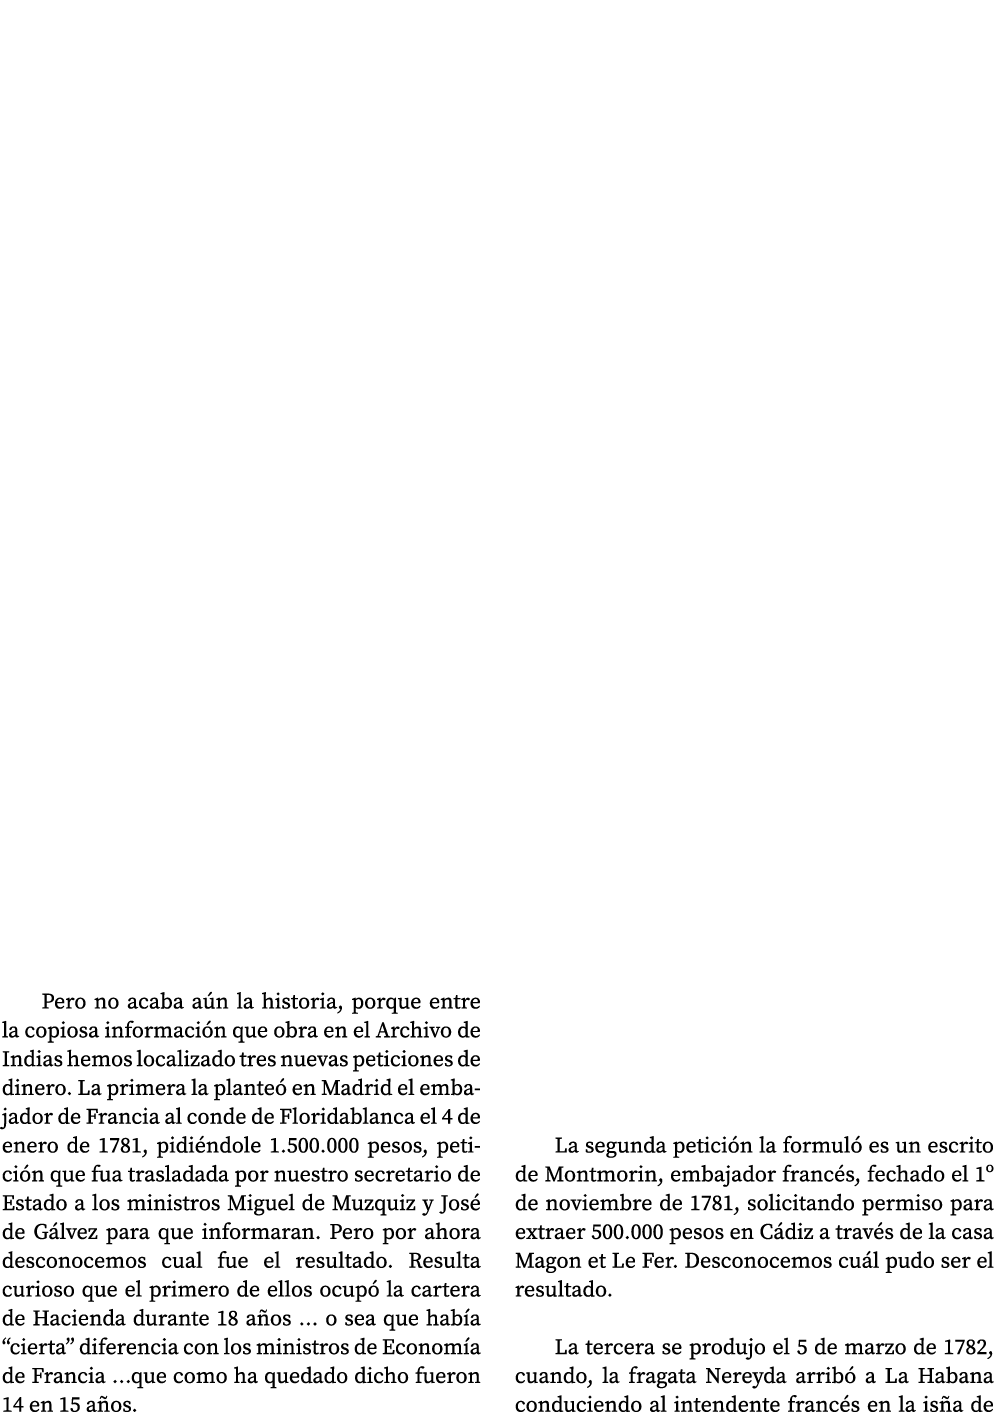 Pero no acaba aún la historia, porque entre
la copiosa información que obra en el Archivo de
Indias hemos localizado tres nuevas peticiones de
dinero. La primera la planteó en Madrid el emba-
jador de Francia al conde de Floridablanca el 4 de
enero de 1781, pidiéndole 1.500.000 pesos, peti-
ción que fua trasladada por nuestro secretario de
Estado a los ministros Miguel de Muzquiz y José
de Gálvez para que informaran. Pero por ahora
desconocemos cual fue el resultado. Resulta
curioso que el primero de ellos ocupó la cartera
de Hacienda durante 18 años … o sea que había
“cierta” diferencia con los ministros de Economía
de Francia …que como ha quedado dicho fueron
14 en 15 años.
La segunda petición la formuló es un escrito
de Montmorin, embajador francés, fechado el 1º
de noviembre de 1781, solicitando permiso para
extraer 500.000 pesos en Cádiz a través de la casa
Magon et Le Fer. Desconocemos cuál pudo ser el
resultado.
La tercera se produjo el 5 de marzo de 1782,
cuando, la fragata Nereyda arribó a La Habana
conduciendo al intendente francés en la isña de